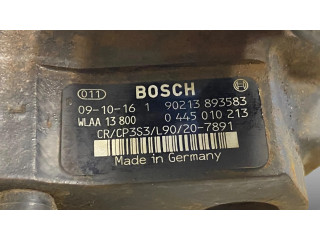 011 BOSCH
09-10-16 1 90213 893583
WLAA 13 800 0 445 010 213
CR/CP3S3/L90/20-7891
Made in Germany